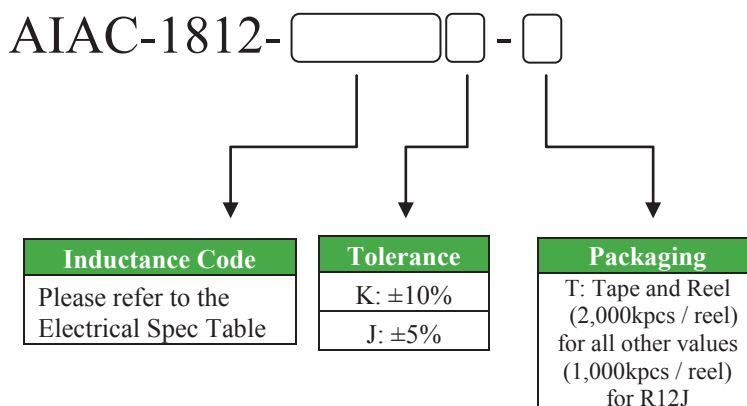 AIAC-1812- -
Inductance Code
Please refer to the
Electrical Spec Table
Tolerance
K: ±10%
J: ±5%
Packaging
T: Tape and Reel
(2,000kpcs / reel)
for all other values
(1,000kpcs / reel)
for R12J